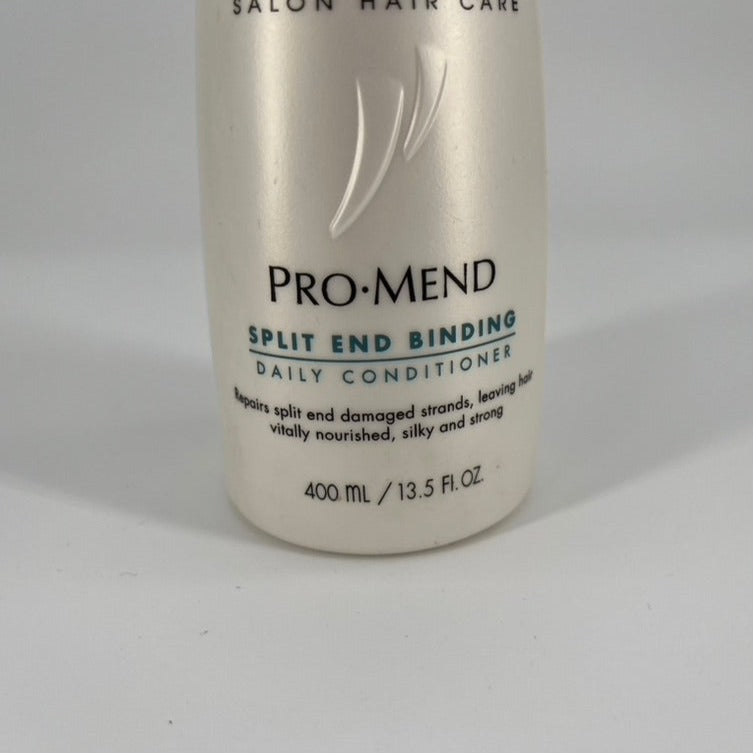 SALON HAIR CARE
PRO·MEND
SPLIT END BINDING
DAILY CONDITIONER
Repairs split end damaged strands, leaving hair
vitally nourished, silky and strong
400 mL / 13.5 Fl. OZ.